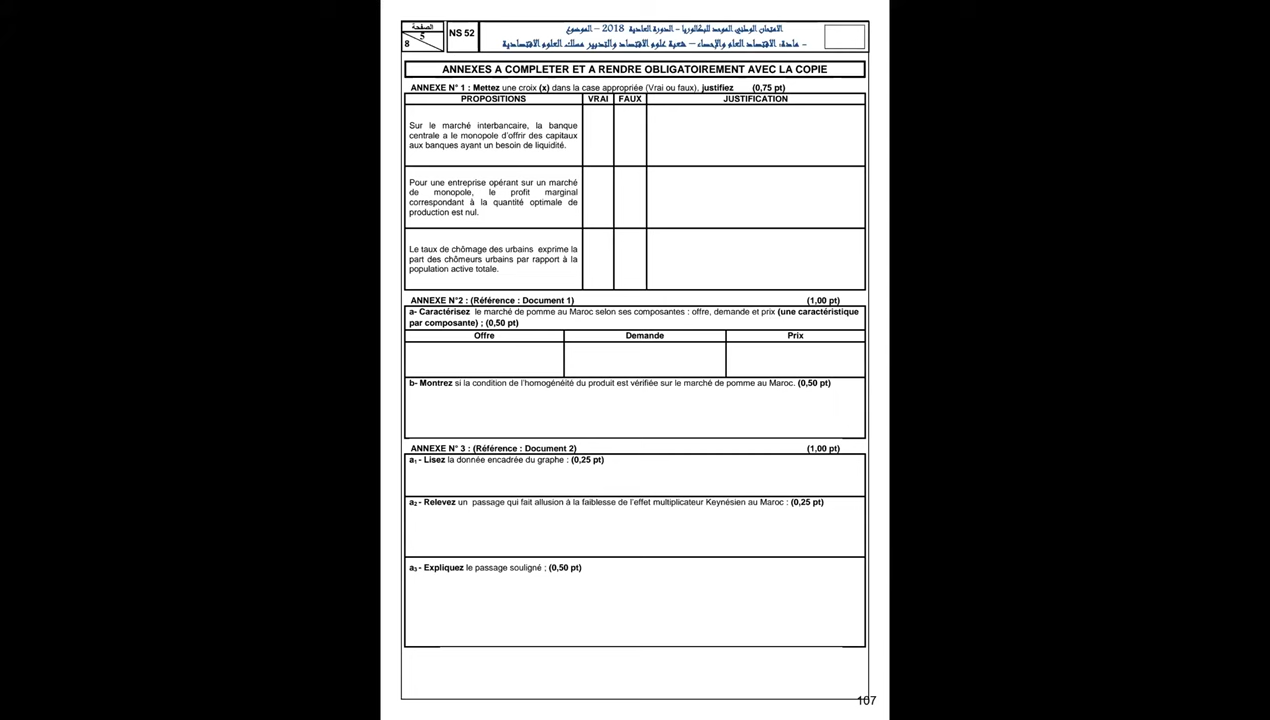 الصفحة
5
8
NS 52
الامتحان الوطني الموحد للبكالوريا - الدورة العادية 2018 – الموضوع
- مادة: الاقتصاد العام والإحصاء – شعبة علوم الاقتصاد والتدبير مسلك العلوم الاقتصادية
ANNEXES A COMPLETER ET A RENDRE OBLIGATOIREMENT AVEC LA COPIE
ANNEXE N° 1 : Mettez une croix (x) dans la case appropriée (Vrai ou faux), justifiez (0,75 pt)
PROPOSITIONS VRAI FAUX JUSTIFICATION
Sur le marché interbancaire, la banque
centrale a le monopole d'offrir des capitaux
aux banques ayant un besoin de liquidité.
Pour une entreprise opérant sur un marché
de monopole, le profit marginal
correspondant à la quantité optimale de
production est nul.
Le taux de chômage des urbains exprime la
part des chômeurs urbains par rapport à la
population active totale.
ANNEXE N°2 : (Référence : Document 1) (1,00 pt)
a- Caractérisez le marché de pomme au Maroc selon ses composantes : offre, demande et prix (une caractéristique
par composante) ; (0,50 pt)
Offre Demande Prix
b- Montrez si la condition de l'homogénéité du produit est vérifiée sur le marché de pomme au Maroc. (0,50 pt)
ANNEXE N° 3 : (Référence : Document 2) (1,00 pt)
a₁ - Lisez la donnée encadrée du graphe : (0,25 pt)
a₂ - Relevez un passage qui fait allusion à la faiblesse de l'effet multiplicateur Keynésien au Maroc : (0,25 pt)
a₃ - Expliquez le passage souligné ; (0,50 pt)
107